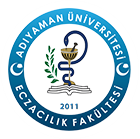 ADIYAMAN ÜNİVERSİTESİ
2011
ECZACILIK FAKÜLTESİ